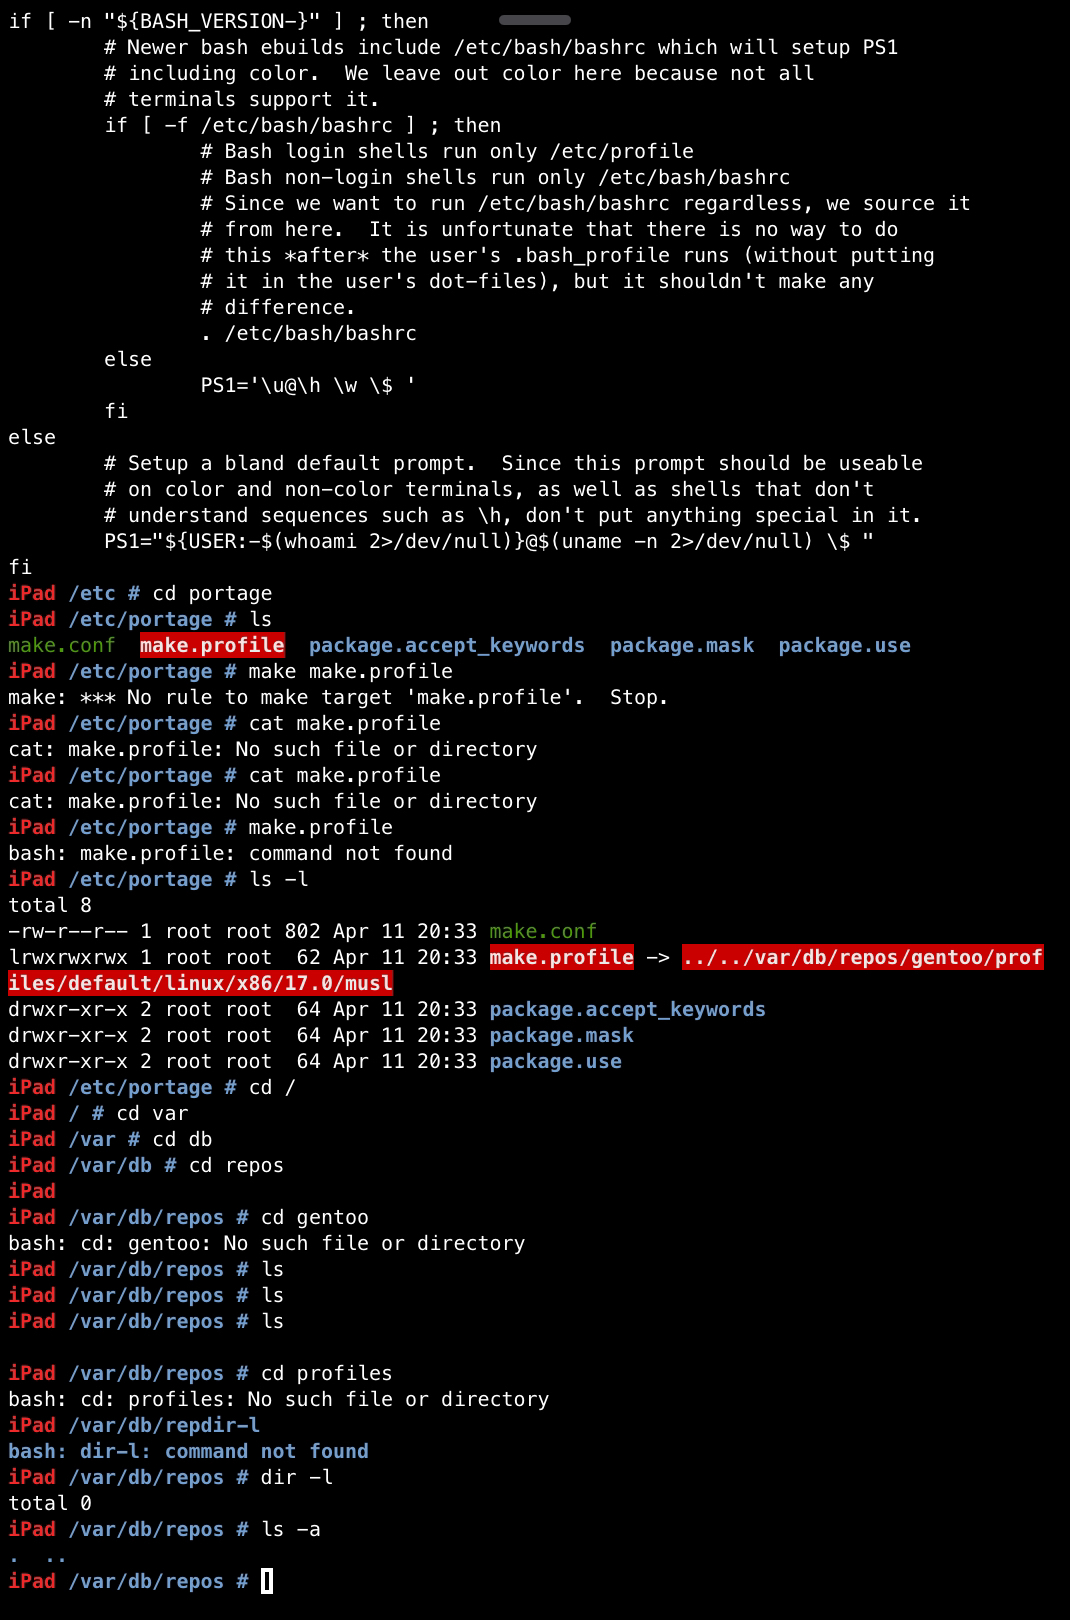 if [ -n "${BASH_VERSION-}" ] ; then
        # Newer bash ebuilds include /etc/bash/bashrc which will setup PS1
        # including color.  We leave out color here because not all
        # terminals support it.
        if [ -f /etc/bash/bashrc ] ; then
                # Bash login shells run only /etc/profile
                # Bash non-login shells run only /etc/bash/bashrc
                # Since we want to run /etc/bash/bashrc regardless, we source it
                # from here.  It is unfortunate that there is no way to do
                # this *after* the user's .bash_profile runs (without putting
                # it in the user's dot-files), but it shouldn't make any
                # difference.
                . /etc/bash/bashrc
        else
                PS1='\u@\h \w \$ '
        fi
else
        # Setup a bland default prompt.  Since this prompt should be useable
        # on color and non-color terminals, as well as shells that don't
        # understand sequences such as \h, don't put anything special in it.
        PS1="${USER:-$(whoami 2>/dev/null)}@$(uname -n 2>/dev/null) \$ "
fi
iPad /etc # cd portage
iPad /etc/portage # ls
make.conf  make.profile  package.accept_keywords  package.mask  package.use
iPad /etc/portage # make make.profile
make: *** No rule to make target 'make.profile'.  Stop.
iPad /etc/portage # cat make.profile
cat: make.profile: No such file or directory
iPad /etc/portage # cat make.profile
cat: make.profile: No such file or directory
iPad /etc/portage # make.profile
bash: make.profile: command not found
iPad /etc/portage # ls -l
total 8
-rw-r--r-- 1 root root 802 Apr 11 20:33 make.conf
lrwxrwxrwx 1 root root  62 Apr 11 20:33 make.profile -> ../../var/db/repos/gentoo/prof
iles/default/linux/x86/17.0/musl
drwxr-xr-x 2 root root  64 Apr 11 20:33 package.accept_keywords
drwxr-xr-x 2 root root  64 Apr 11 20:33 package.mask
drwxr-xr-x 2 root root  64 Apr 11 20:33 package.use
iPad /etc/portage # cd /
iPad / # cd var
iPad /var # cd db
iPad /var/db # cd repos
iPad
iPad /var/db/repos # cd gentoo
bash: cd: gentoo: No such file or directory
iPad /var/db/repos # ls
iPad /var/db/repos # ls
iPad /var/db/repos # ls
iPad /var/db/repos # cd profiles
bash: cd: profiles: No such file or directory
iPad /var/db/repdir-l
bash: dir-l: command not found
iPad /var/db/repos # dir -l
total 0
iPad /var/db/repos # ls -a
.  ..
iPad /var/db/repos #